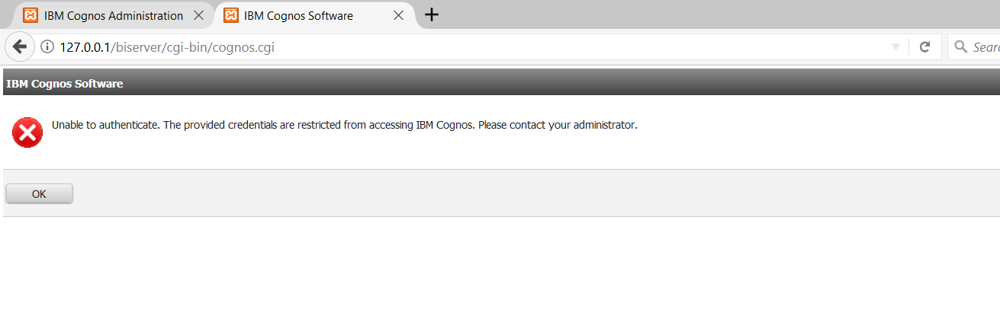 IBM Cognos Administration
IBM Cognos Software
127.0.0.1/biserver/cgi-bin/cognos.cgi
Sear
IBM Cognos Software
Unable to authenticate. The provided credentials are restricted from accessing IBM Cognos. Please contact your administrator.
OK